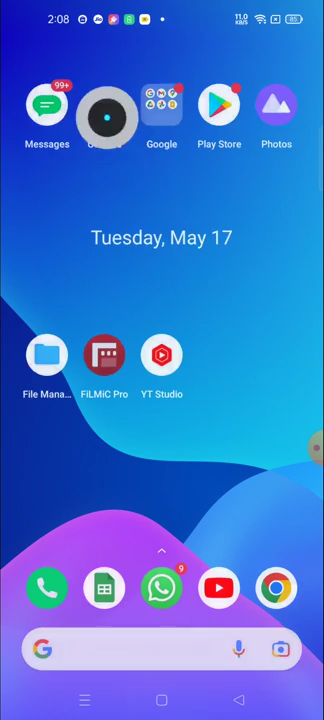 2:08
11.0
KB/S
85
99+
Messages
Google
Play Store
Photos
Tuesday, May 17
File Mana...
FiLMiC Pro
YT Studio
9